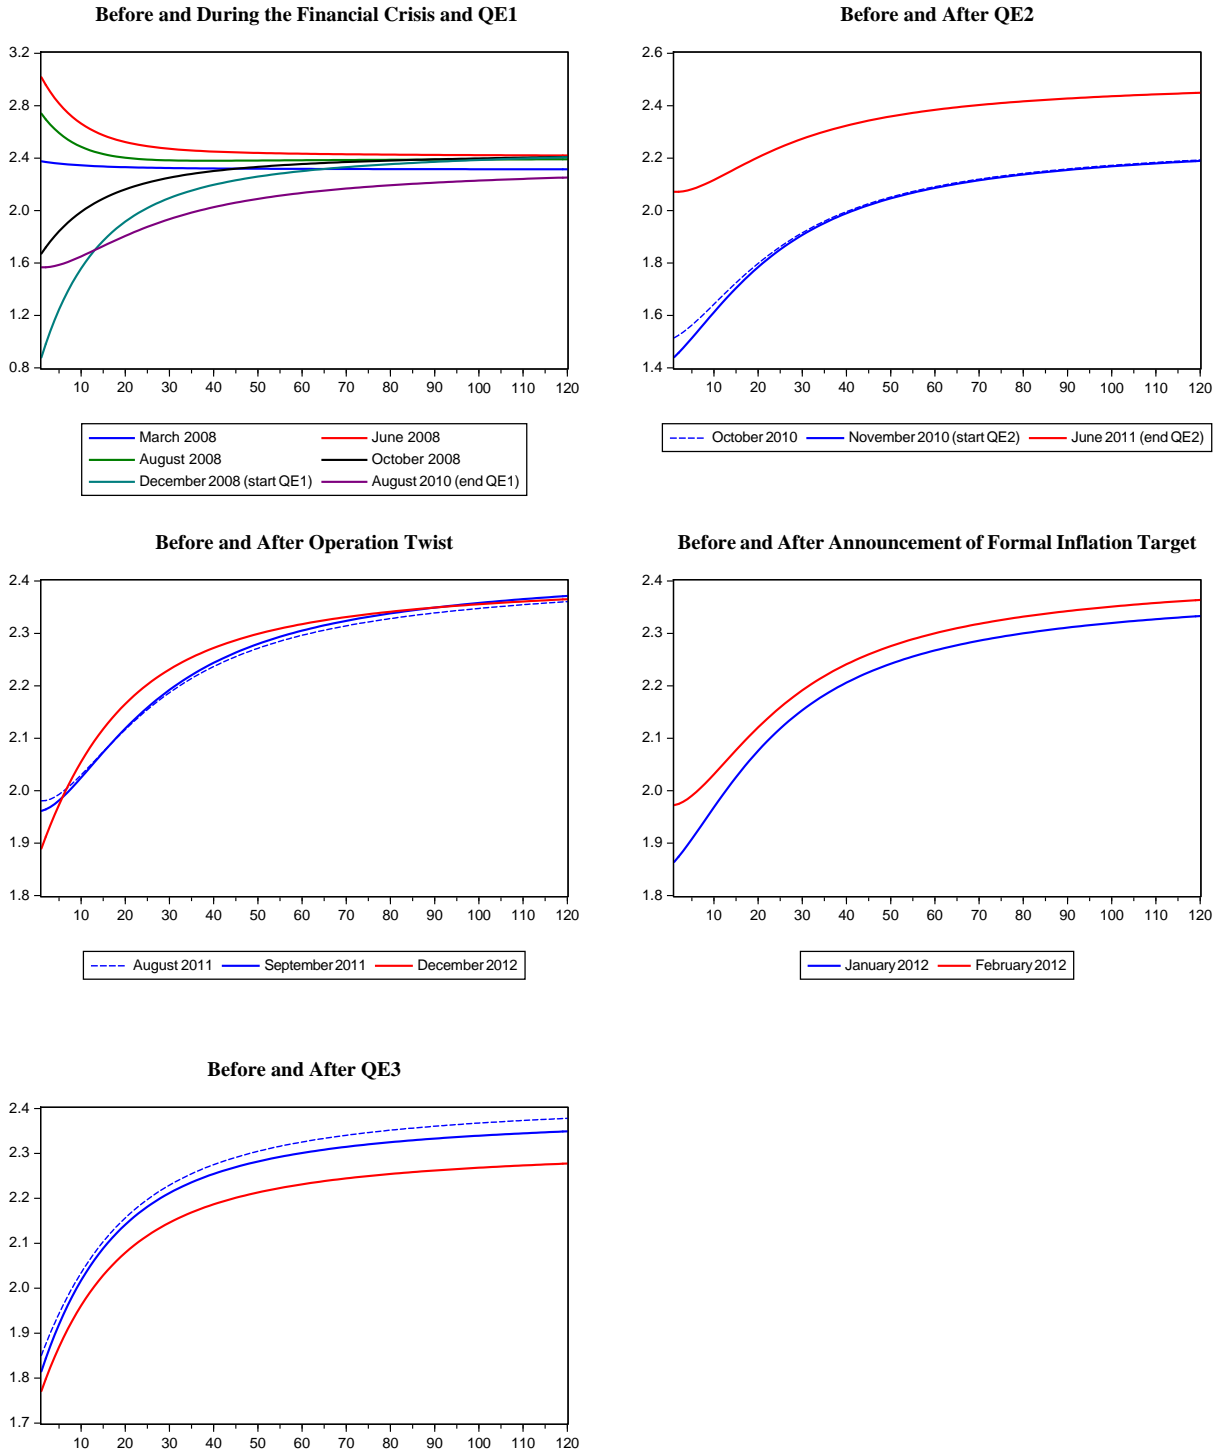 Before and During the Financial Crisis and QE1
3.2
2.8
2.4
2.0
1.6
1.2
0.8
10 20 30 40 50 60 70 80 90 100 110 120
March 2008 June 2008
August 2008 October 2008
December 2008 (start QE1) August 2010 (end QE1)
Before and After QE2
2.6
2.4
2.2
2.0
1.8
1.6
1.4
10 20 30 40 50 60 70 80 90 100 110 120
October 2010 November 2010 (start QE2) June 2011 (end QE2)
Before and After Operation Twist
2.4
2.3
2.2
2.1
2.0
1.9
1.8
10 20 30 40 50 60 70 80 90 100 110 120
August 2011 September 2011 December 2012
Before and After Announcement of Formal Inflation Target
2.4
2.3
2.2
2.1
2.0
1.9
1.8
10 20 30 40 50 60 70 80 90 100 110 120
January 2012 February 2012
Before and After QE3
2.4
2.3
2.2
2.1
2.0
1.9
1.8
1.7
10 20 30 40 50 60 70 80 90 100 110 120